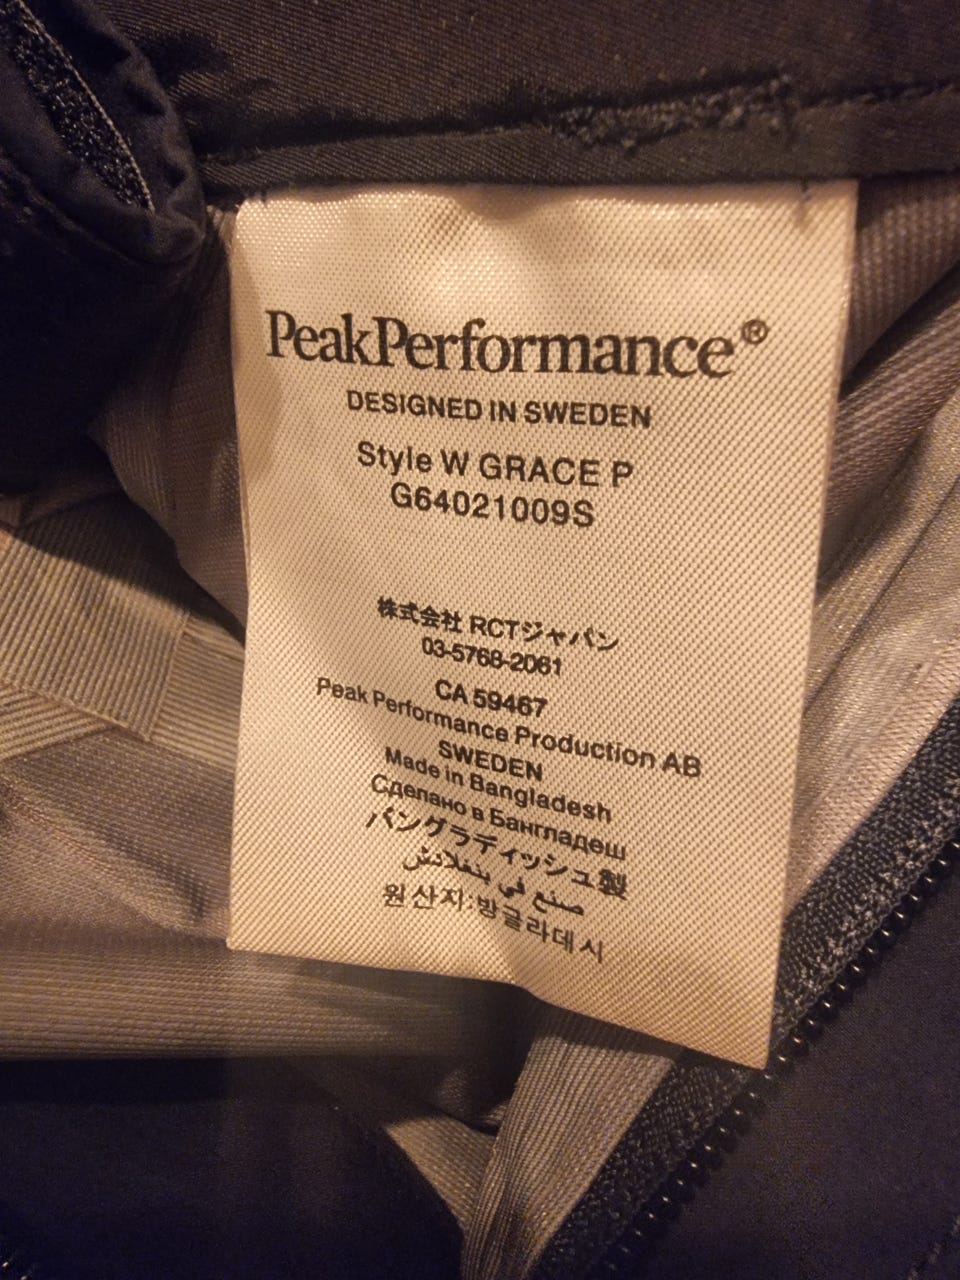 PeakPerformance®
DESIGNED IN SWEDEN
Style W GRACE P
G64021009S
株式会社 RCTジャパン
03-5768-2061
CA 59467
Peak Performance Production AB
SWEDEN
Made in Bangladesh
Сделано в Бангладеш
バングラディッシュ製
صنع في بنغلادش
원산지:방글라데시